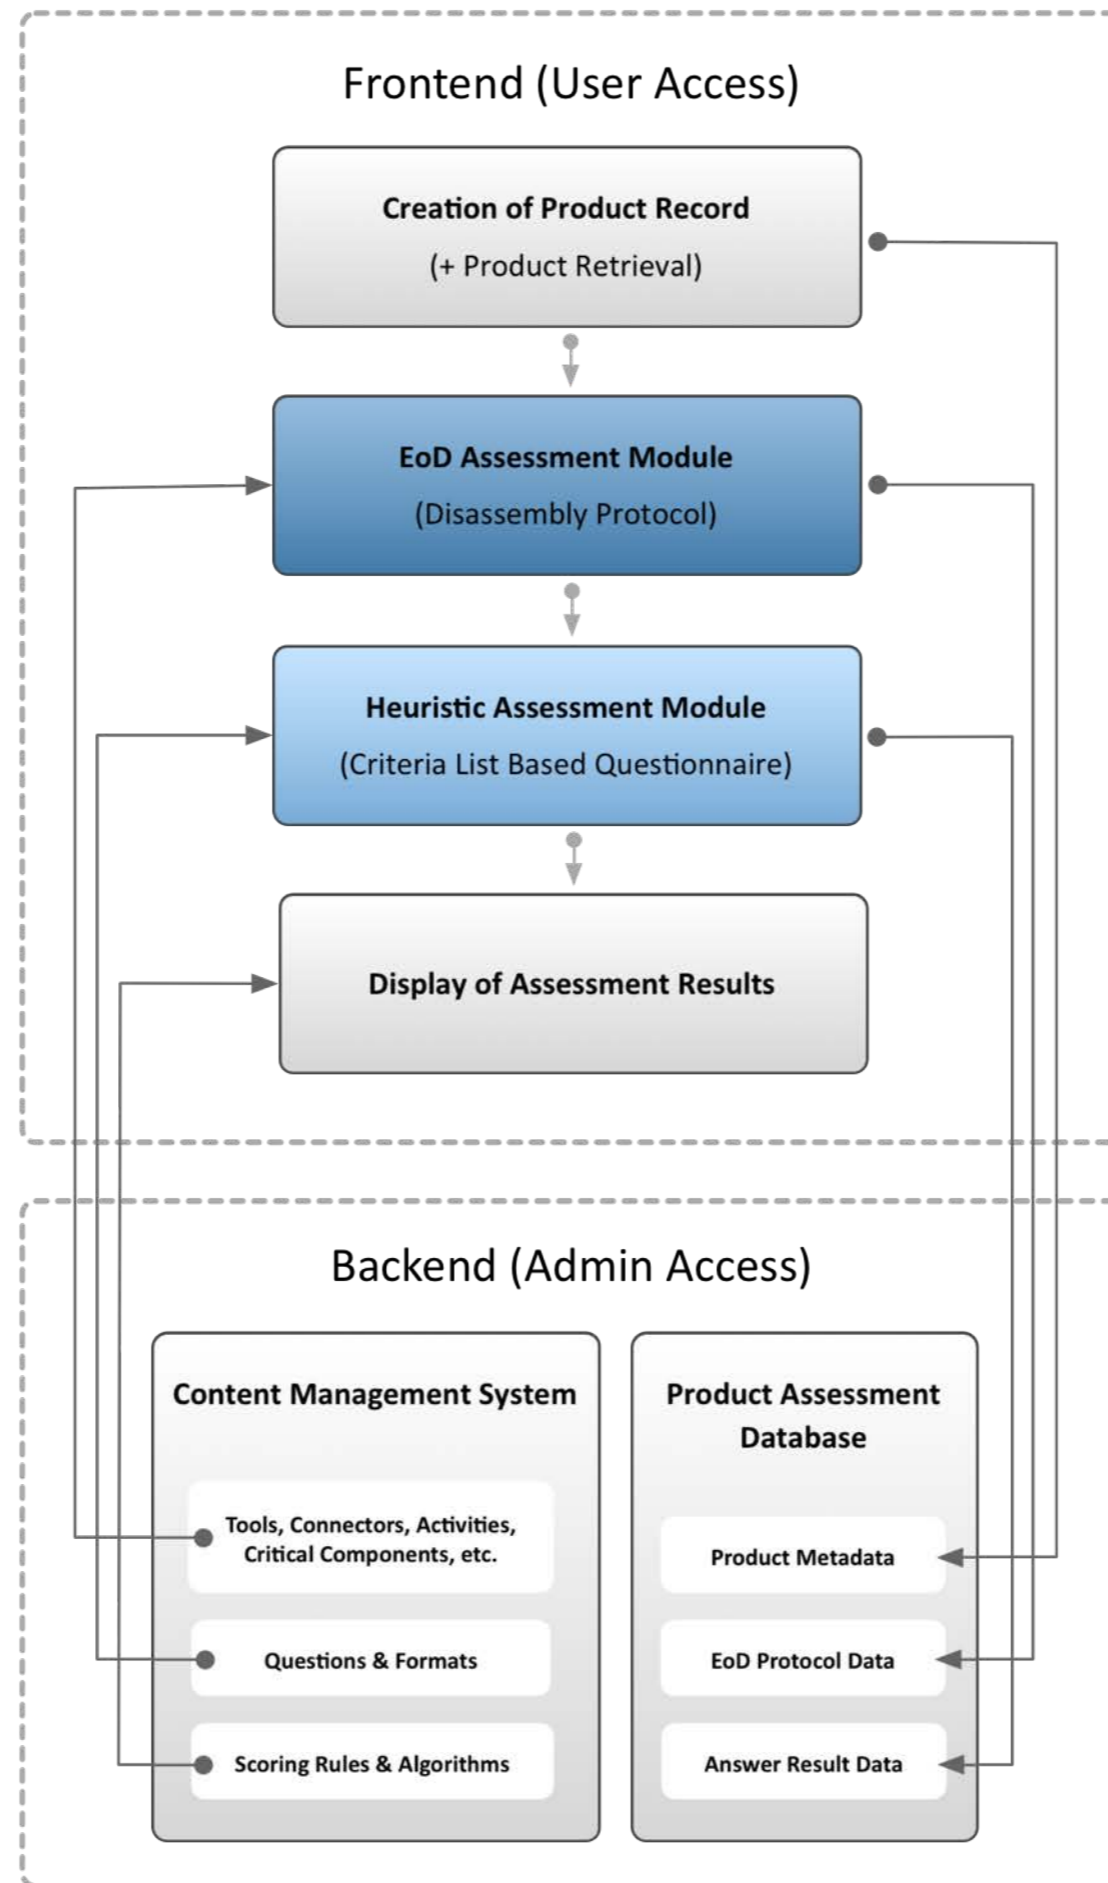 Frontend (User Access)
Creation of Product Record
(+ Product Retrieval)
EoD Assessment Module
(Disassembly Protocol)
Heuristic Assessment Module
(Criteria List Based Questionnaire)
Display of Assessment Results
Backend (Admin Access)
Content Management System
Tools, Connectors, Activities,
Critical Components, etc.
Questions & Formats
Scoring Rules & Algorithms
Product Assessment
Database
Product Metadata
EoD Protocol Data
Answer Result Data